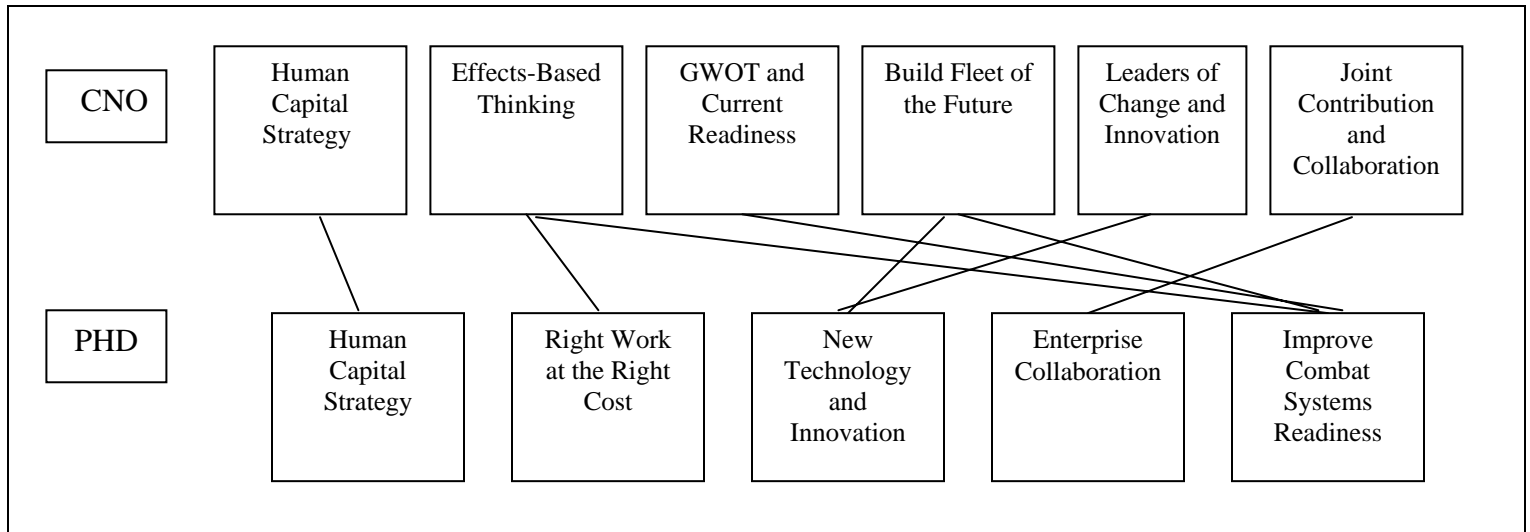 CNO
Human
Capital
Strategy
Effects-Based
Thinking
GWOT and
Current
Readiness
Build Fleet of
the Future
Leaders of
Change and
Innovation
Joint
Contribution
and
Collaboration
PHD
Human
Capital
Strategy
Right Work
at the Right
Cost
New
Technology
and
Innovation
Enterprise
Collaboration
Improve
Combat
Systems
Readiness